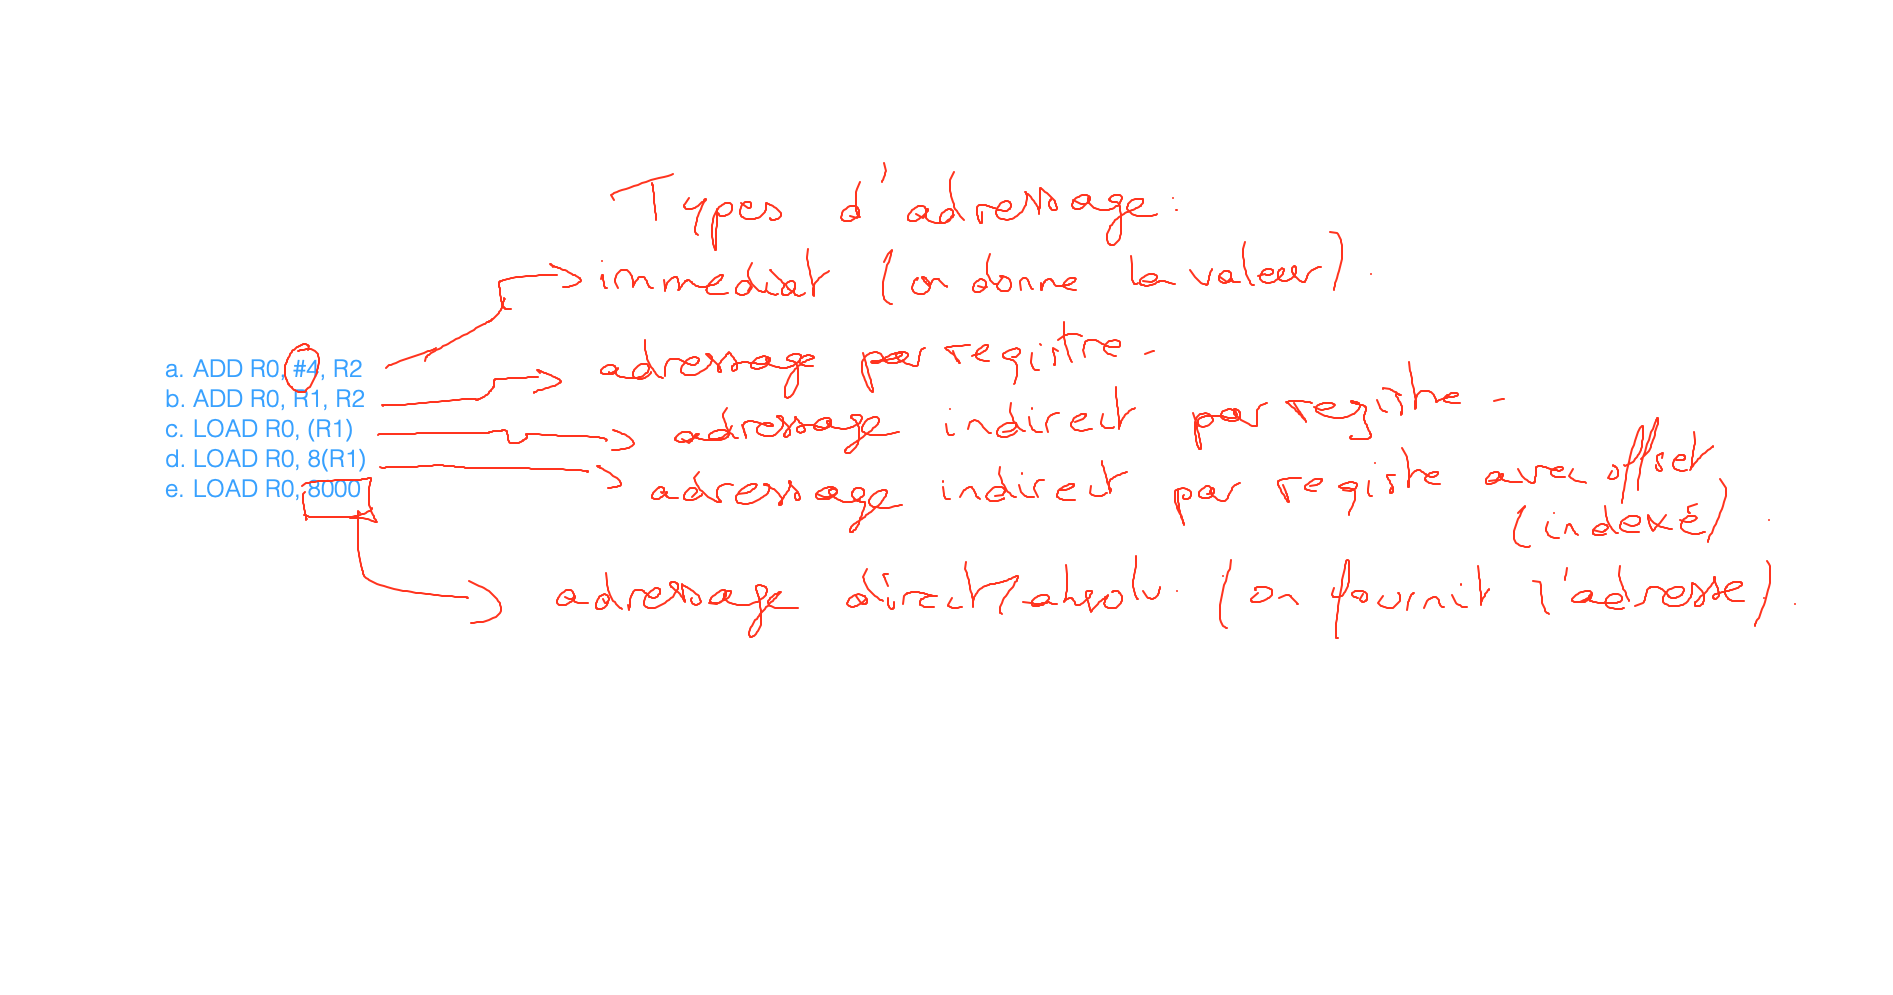 Types d'adressage :
immediat (on donne la valeur).
a. ADD R0, #4, R2
adressage par registre.
b. ADD R0, R1, R2
adressage indirect par registre.
c. LOAD R0, (R1)
d. LOAD R0, 8(R1)
adressage indirect par registre avec offset
(indexé).
e. LOAD R0, 8000
adressage direct/absolu. (on fournit l'adresse).